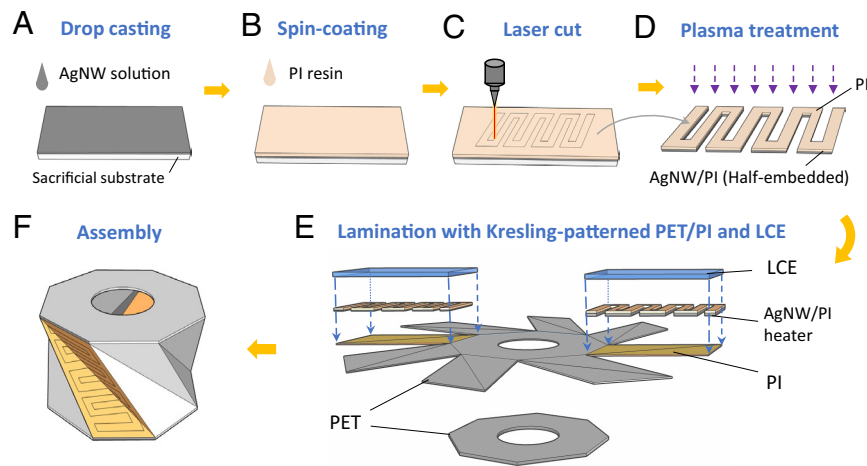 A Drop casting
AgNW solution
Sacrificial substrate
B Spin-coating
PI resin
C Laser cut
D Plasma treatment
PI
AgNW/PI (Half-embedded)
E Lamination with Kresling-patterned PET/PI and LCE
LCE
AgNW/PI
heater
PI
PET
F Assembly